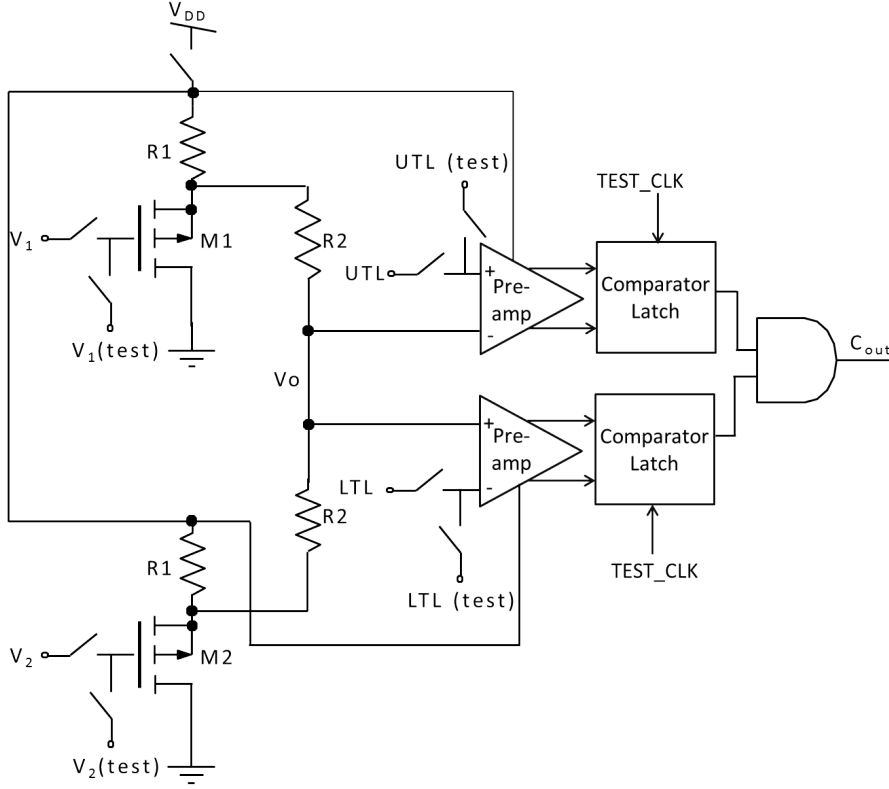 V_DD
R1
UTL (test)
TEST_CLK
V_1
M1
R2
UTL
+
Pre-
amp
-
Comparator
Latch
V_1(test)
C_out
Vo
+
Pre-
amp
-
Comparator
Latch
LTL
R2
R1
LTL (test)
TEST_CLK
V_2
M2
V_2(test)